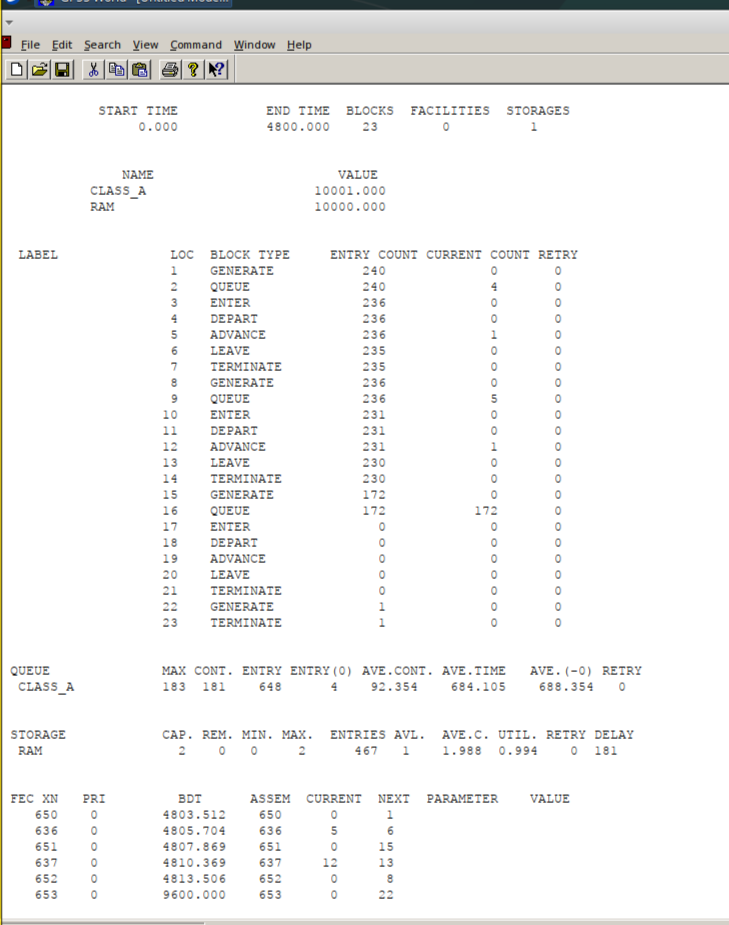 GPSS World - [Untitled Mode...
File Edit Search View Command Window Help
START TIME END TIME BLOCKS FACILITIES STORAGES
0.000 4800.000 23 0 1
NAME VALUE
CLASS_A 10001.000
RAM 10000.000
LABEL LOC BLOCK TYPE ENTRY COUNT CURRENT COUNT RETRY
1 GENERATE 240 0 0
2 QUEUE 240 4 0
3 ENTER 236 0 0
4 DEPART 236 0 0
5 ADVANCE 236 1 0
6 LEAVE 235 0 0
7 TERMINATE 235 0 0
8 GENERATE 236 0 0
9 QUEUE 236 5 0
10 ENTER 231 0 0
11 DEPART 231 0 0
12 ADVANCE 231 1 0
13 LEAVE 230 0 0
14 TERMINATE 230 0 0
15 GENERATE 172 0 0
16 QUEUE 172 172 0
17 ENTER 0 0 0
18 DEPART 0 0 0
19 ADVANCE 0 0 0
20 LEAVE 0 0 0
21 TERMINATE 0 0 0
22 GENERATE 1 0 0
23 TERMINATE 1 0 0
QUEUE MAX CONT. ENTRY ENTRY(0) AVE.CONT. AVE.TIME AVE.(-0) RETRY
CLASS_A 183 181 648 4 92.354 684.105 688.354 0
STORAGE CAP. REM. MIN. MAX. ENTRIES AVL. AVE.C. UTIL. RETRY DELAY
RAM 2 0 0 2 467 1 1.988 0.994 0 181
FEC XN PRI BDT ASSEM CURRENT NEXT PARAMETER VALUE
650 0 4803.512 650 0 1
636 0 4805.704 636 5 6
651 0 4807.869 651 0 15
637 0 4810.369 637 12 13
652 0 4813.506 652 0 8
653 0 9600.000 653 0 22